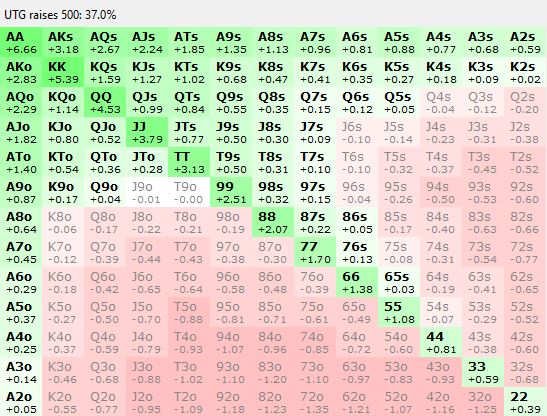 UTG raises 500: 37.0%
AA AKs AQs AJs ATs A9s A8s A7s A6s A5s A4s A3s A2s
+6.66 +3.18 +2.67 +2.24 +1.85 +1.35 +1.13 +0.96 +0.81 +0.88 +0.77 +0.68 +0.59
AKo KK KQs KJs KTs K9s K8s K7s K6s K5s K4s K3s K2s
+2.83 +5.39 +1.59 +1.27 +1.02 +0.68 +0.47 +0.41 +0.35 +0.27 +0.18 +0.09 +0.02
AQo KQo QQ QJs QTs Q9s Q8s Q7s Q6s Q5s Q4s Q3s Q2s
+2.29 +1.14 +4.53 +0.99 +0.84 +0.55 +0.35 +0.15 +0.12 +0.05 -0.04 -0.12 -0.20
AJo KJo QJo JJ JTs J9s J8s J7s J6s J5s J4s J3s J2s
+1.82 +0.80 +0.52 +3.79 +0.77 +0.50 +0.30 +0.09 -0.10 -0.14 -0.23 -0.31 -0.38
ATo KTo QTo JTo TT T9s T8s T7s T6s T5s T4s T3s T2s
+1.40 +0.54 +0.36 +0.28 +3.13 +0.50 +0.31 +0.10 -0.10 -0.32 -0.37 -0.45 -0.52
A9o K9o Q9o J9o T9o 99 98s 97s 96s 95s 94s 93s 92s
+0.87 +0.17 +0.04 -0.01 -0.00 +2.51 +0.32 +0.15 -0.04 -0.26 -0.50 -0.53 -0.60
A8o K8o Q8o J8o T8o 98o 88 87s 86s 85s 84s 83s 82s
+0.64 -0.06 -0.18 -0.22 -0.21 -0.19 +2.07 +0.22 +0.05 -0.17 -0.40 -0.63 -0.66
A7o K7o Q7o J7o T7o 97o 87o 77 76s 75s 74s 73s 72s
+0.45 -0.12 -0.39 -0.44 -0.43 -0.38 -0.30 +1.70 +0.13 -0.08 -0.31 -0.54 -0.77
A6o K6o Q6o J6o T6o 96o 86o 76o 66 65s 64s 63s 62s
+0.29 -0.18 -0.42 -0.65 -0.64 -0.58 -0.48 -0.39 +1.38 +0.03 -0.19 -0.41 -0.65
A5o K5o Q5o J5o T5o 95o 85o 75o 65o 55 54s 53s 52s
+0.37 -0.27 -0.50 -0.70 -0.88 -0.81 -0.71 -0.61 -0.49 +1.08 -0.07 -0.29 -0.52
A4o K4o Q4o J4o T4o 94o 84o 74o 64o 54o 44 43s 42s
+0.25 -0.37 -0.59 -0.79 -0.93 -1.07 -0.96 -0.85 -0.72 -0.60 +0.81 -0.38 -0.60
A3o K3o Q3o J3o T3o 93o 83o 73o 63o 53o 43o 33 32s
+0.14 -0.46 -0.68 -0.88 -1.02 -1.10 -1.20 -1.10 -0.97 -0.83 -0.93 +0.59 -0.68
A2o K2o Q2o J2o T2o 92o 82o 72o 62o 52o 42o 32o 22
+0.05 -0.55 -0.77 -0.95 -1.09 -1.18 -1.23 -1.35 -1.21 -1.07 -1.16 -1.25 +0.39